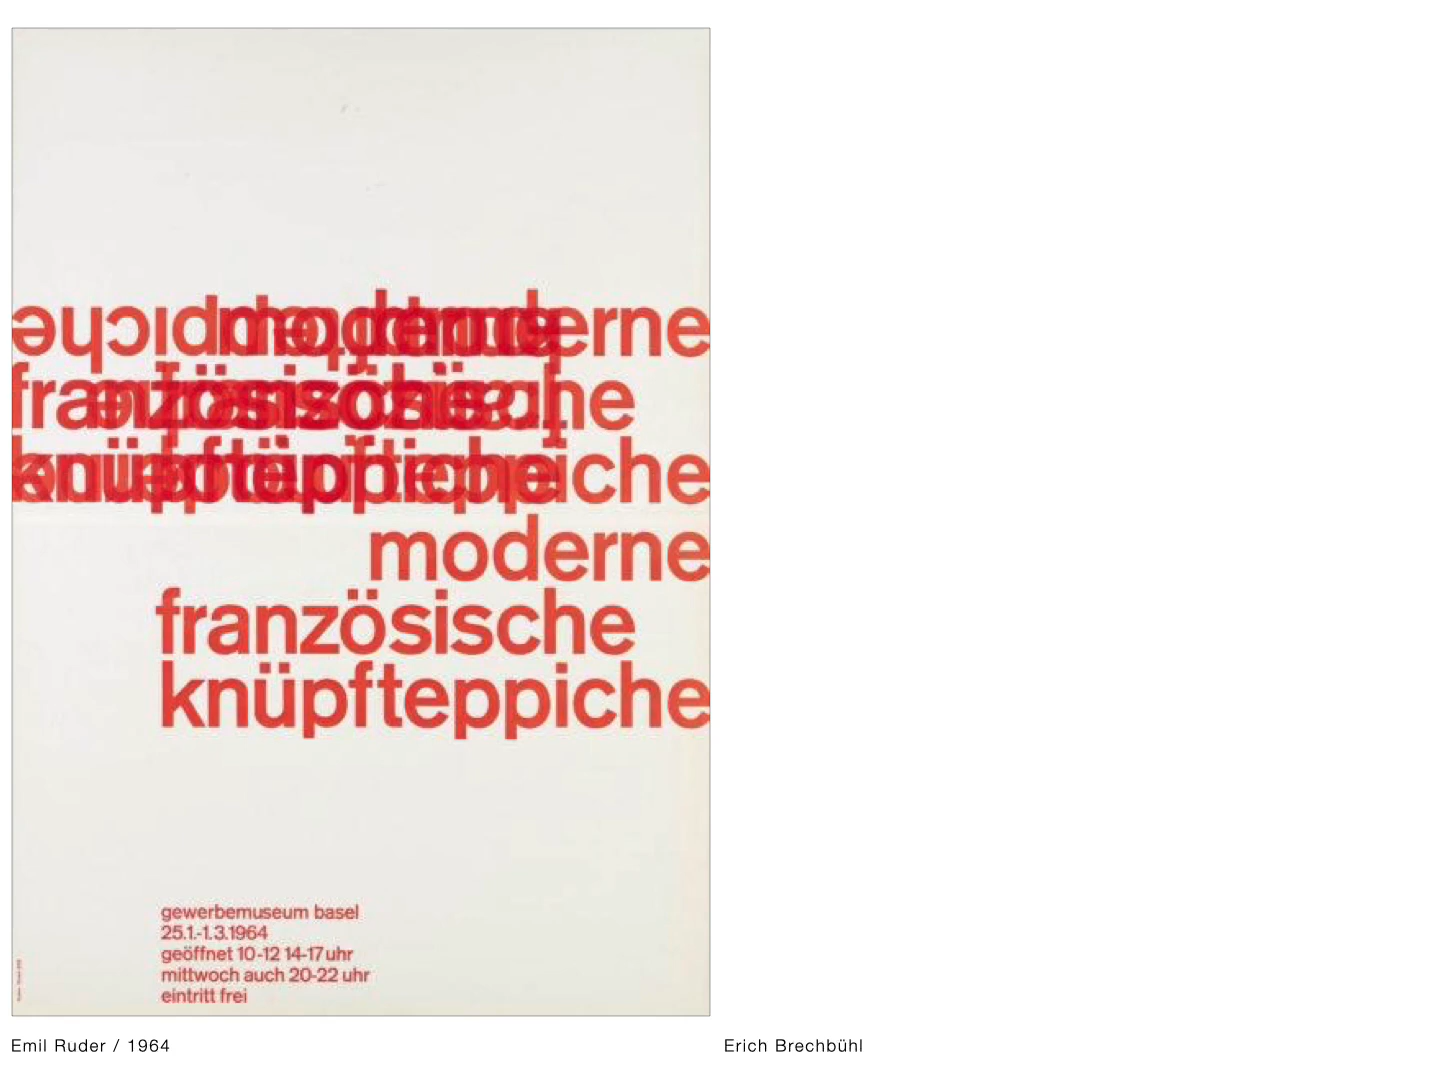 moderne
französische
knüpfteppiche
moderne
französische
knüpfteppiche
gewerbemuseum basel
25.1.-1.3.1964
geöffnet 10-12 14-17 uhr
mittwoch auch 20-22 uhr
eintritt frei
Emil Ruder / 1964
Erich Brechbühl